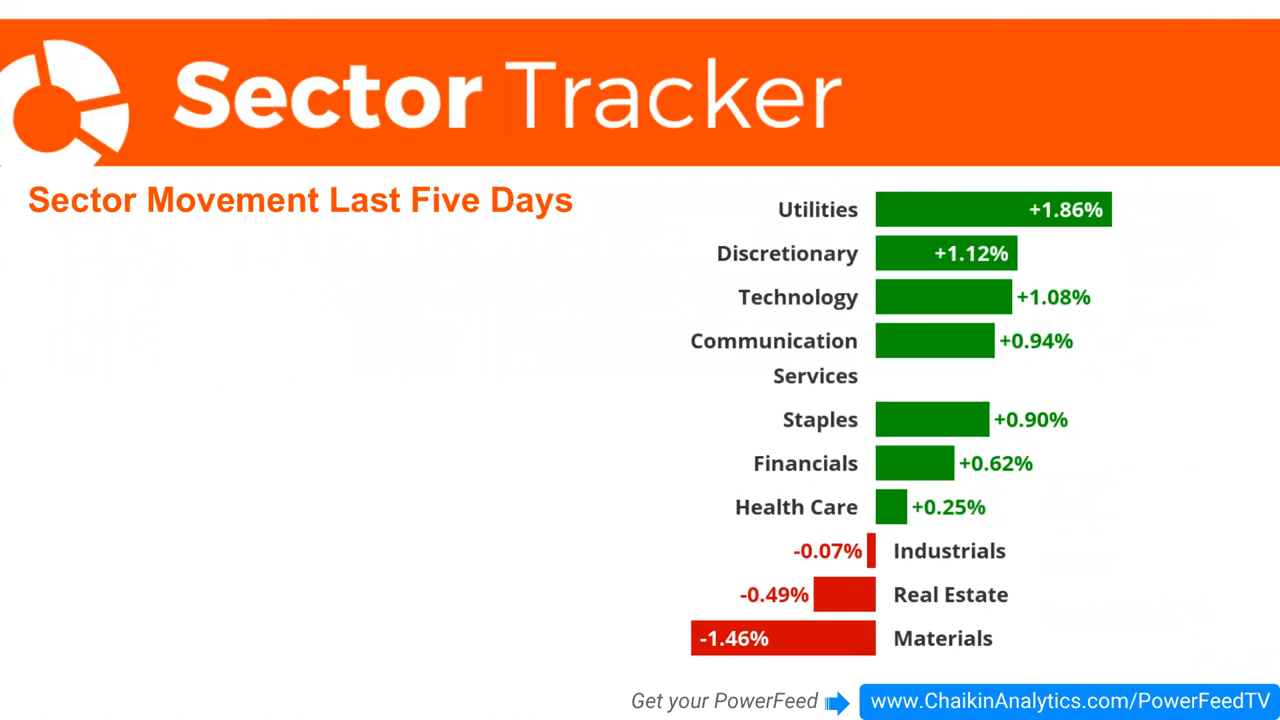 Sector Tracker
Sector Movement Last Five Days
Utilities +1.86%
Discretionary +1.12%
Technology +1.08%
Communication +0.94%
Services
Staples +0.90%
Financials +0.62%
Health Care +0.25%
-0.07% Industrials
-0.49% Real Estate
-1.46% Materials
Get your PowerFeed www.ChaikinAnalytics.com/PowerFeedTV